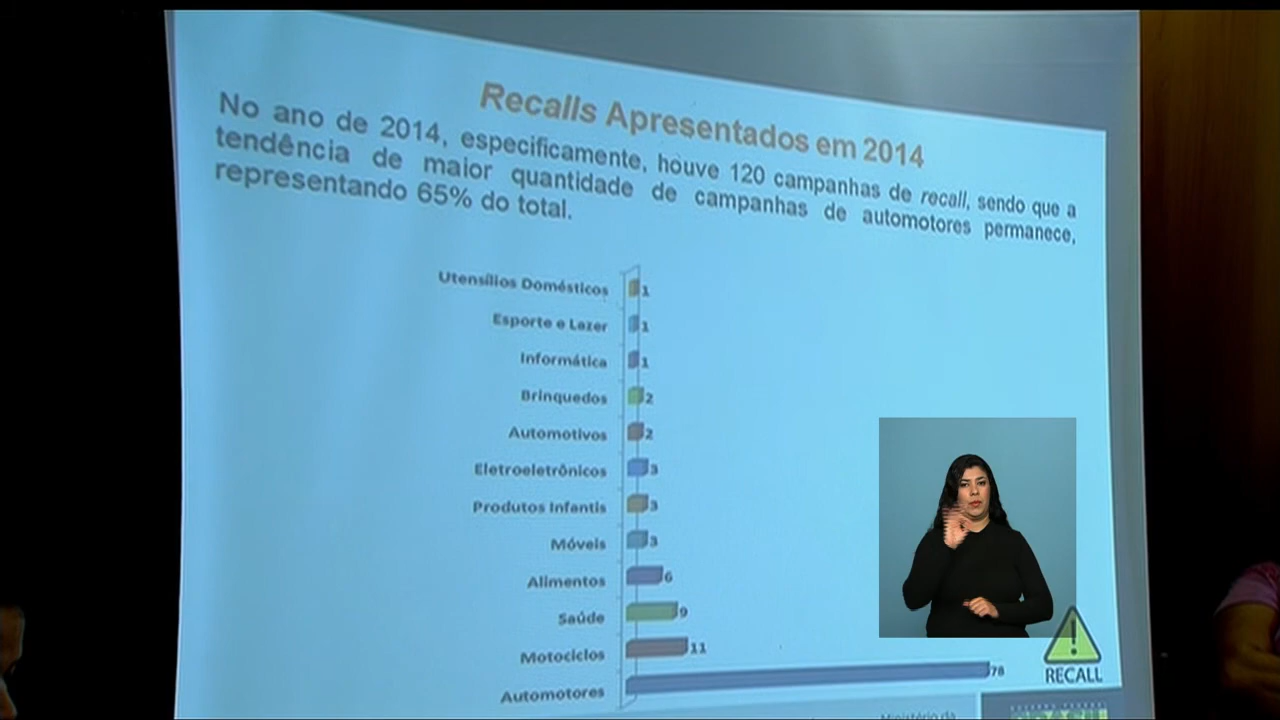 Recalls Apresentados em 2014
No ano de 2014, especificamente, houve 120 campanhas de recall, sendo que a
tendência de maior quantidade de campanhas de automotores permanece,
representando 65% do total.
Utensílios Domésticos 1
Esporte e Lazer 1
Informática 1
Brinquedos 2
Automotivos 2
Eletroeletrônicos 3
Produtos Infantis 3
Móveis 3
Alimentos 6
Saúde 9
Motociclos 11
Automotores 78
RECALL
Ministério da